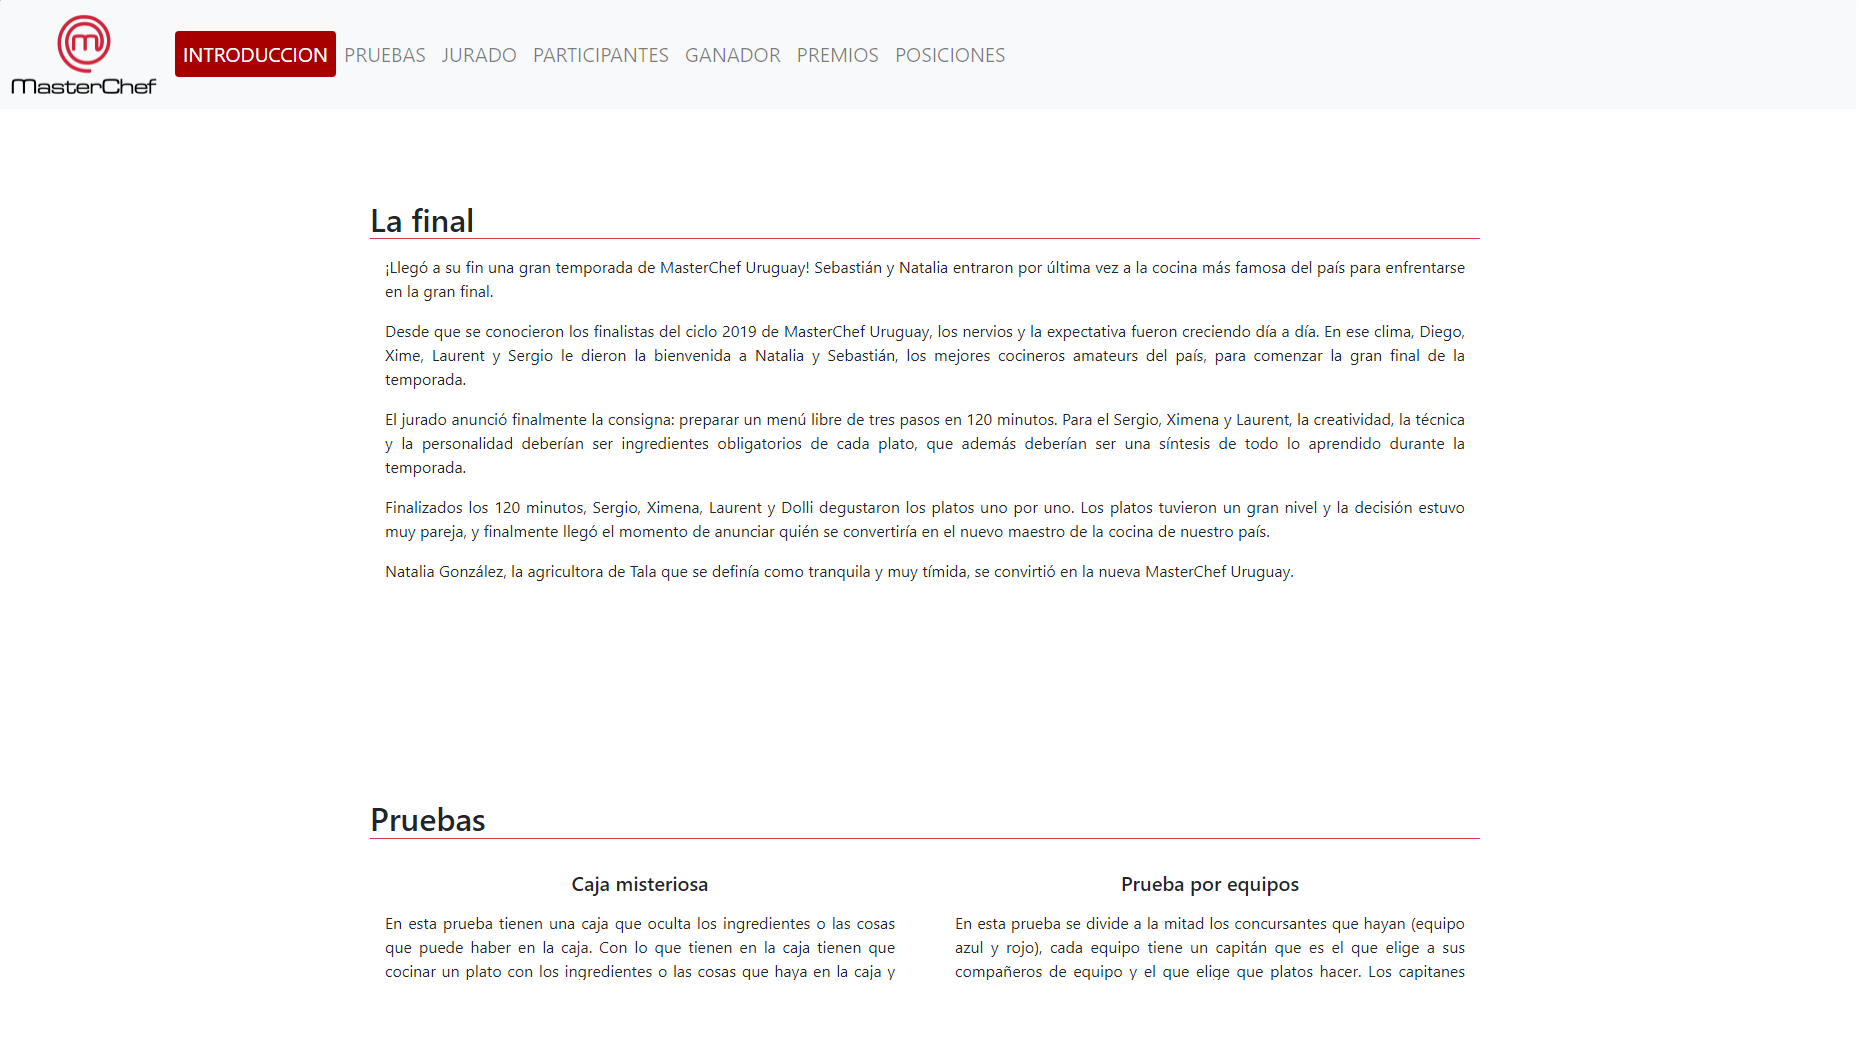 MasterChef
INTRODUCCION PRUEBAS JURADO PARTICIPANTES GANADOR PREMIOS POSICIONES
La final
¡Llegó a su fin una gran temporada de MasterChef Uruguay! Sebastián y Natalia entraron por última vez a la cocina más famosa del país para enfrentarse
en la gran final.
Desde que se conocieron los finalistas del ciclo 2019 de MasterChef Uruguay, los nervios y la expectativa fueron creciendo día a día. En ese clima, Diego,
Xime, Laurent y Sergio le dieron la bienvenida a Natalia y Sebastián, los mejores cocineros amateurs del país, para comenzar la gran final de la
temporada.
El jurado anunció finalmente la consigna: preparar un menú libre de tres pasos en 120 minutos. Para el Sergio, Ximena y Laurent, la creatividad, la técnica
y la personalidad deberían ser ingredientes obligatorios de cada plato, que además deberían ser una síntesis de todo lo aprendido durante la
temporada.
Finalizados los 120 minutos, Sergio, Ximena, Laurent y Dolli degustaron los platos uno por uno. Los platos tuvieron un gran nivel y la decisión estuvo
muy pareja, y finalmente llegó el momento de anunciar quién se convertiría en el nuevo maestro de la cocina de nuestro país.
Natalia González, la agricultora de Tala que se definía como tranquila y muy tímida, se convirtió en la nueva MasterChef Uruguay.
Pruebas
Caja misteriosa
En esta prueba tienen una caja que oculta los ingredientes o las cosas
que puede haber en la caja. Con lo que tienen en la caja tienen que
cocinar un plato con los ingredientes o las cosas que haya en la caja y
Prueba por equipos
En esta prueba se divide a la mitad los concursantes que hayan (equipo
azul y rojo), cada equipo tiene un capitán que es el que elige a sus
compañeros de equipo y el que elige que platos hacer. Los capitanes